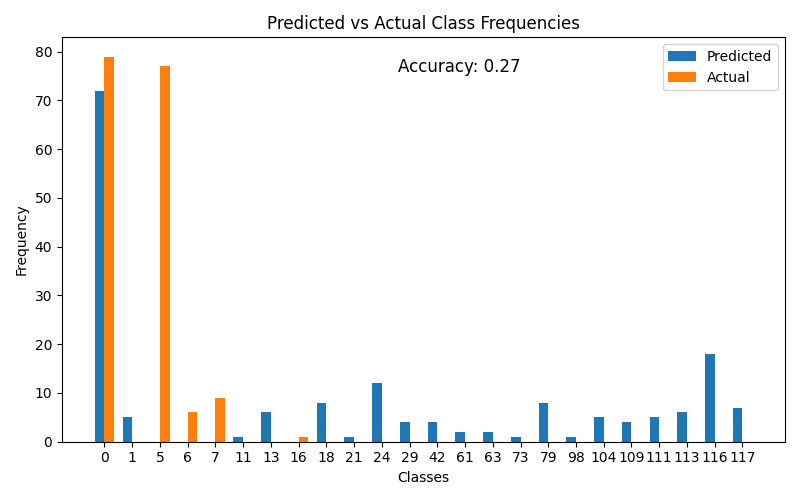 Predicted vs Actual Class Frequencies
Accuracy: 0.27
Predicted
Actual
Frequency
80
70
60
50
40
30
20
10
0
0 1 5 6 7 11 13 16 18 21 24 29 42 61 63 73 79 98 104 109 111 113 116 117
Classes